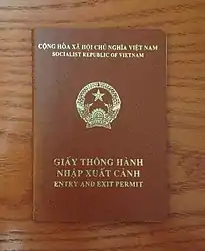 CỘNG HÒA XÃ HỘI CHỦ NGHĨA VIỆT NAM
SOCIALIST REPUBLIC OF VIETNAM
GIẤY THÔNG HÀNH
NHẬP XUẤT CẢNH
ENTRY AND EXIT PERMIT